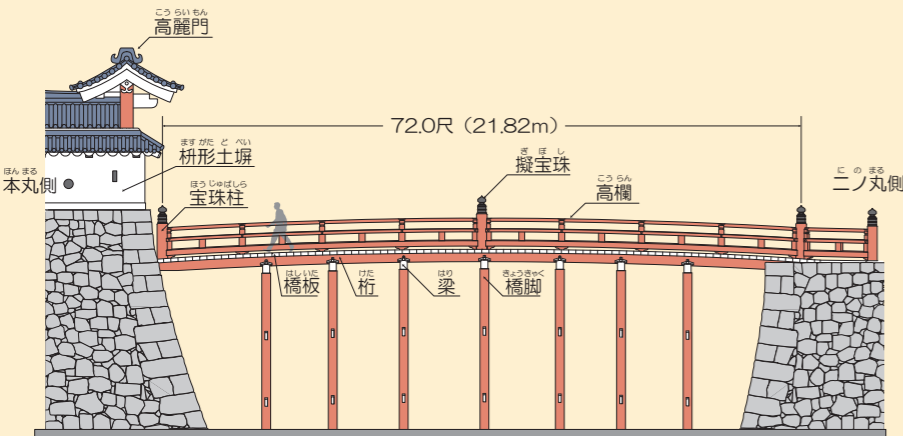 こうらいもん
高麗門
72.0尺（21.82m）
ますがたどべい
枡形土塀
ぎぼし
擬宝珠
ほんまる
本丸側
ほうじゅばしら
宝珠柱
こうらん
高欄
にのまる
二ノ丸側
はしいた
橋板
けた
桁
はり
梁
きょうきゃく
橋脚